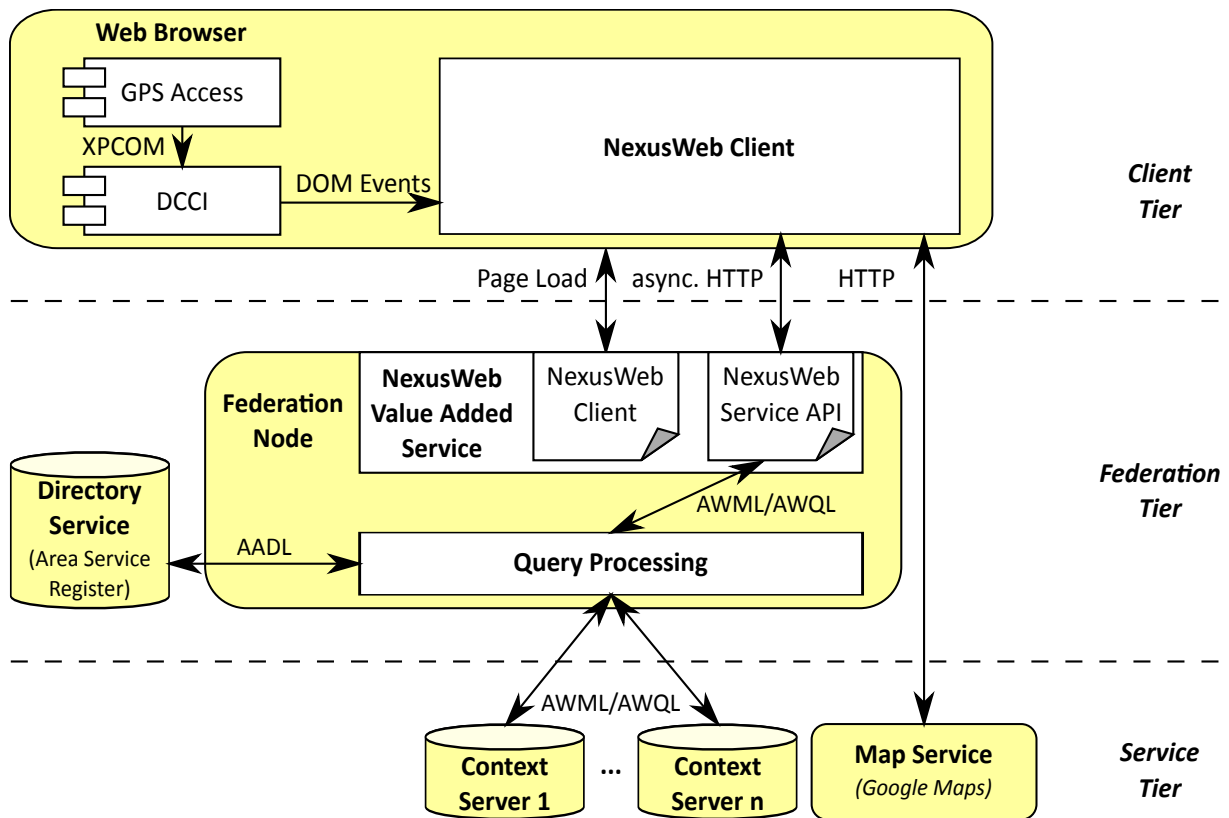 Web Browser
GPS Access
XPCOM
DCCI
DOM Events
NexusWeb Client
Client
Tier
Page Load
async. HTTP
HTTP
Federation
Node
NexusWeb
Value Added
Service
NexusWeb
Client
NexusWeb
Service API
Directory
Service
(Area Service
Register)
AADL
AWML/AWQL
Query Processing
Federation
Tier
AWML/AWQL
Context
Server 1
...
Context
Server n
Map Service
(Google Maps)
Service
Tier